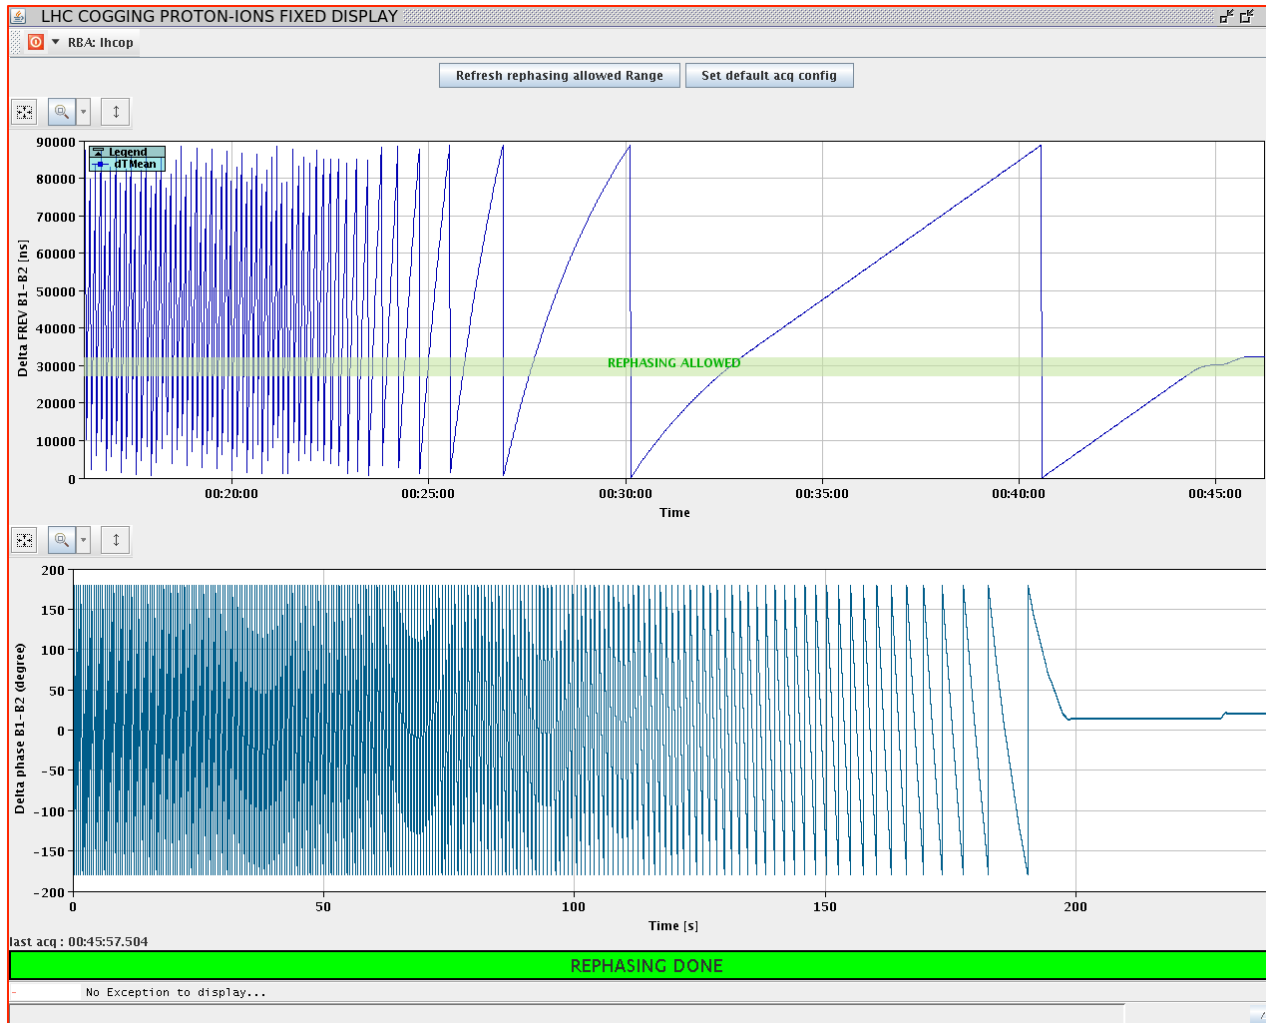 LHC COGGING PROTON-IONS FIXED DISPLAY
RBA: lhcop
Refresh rephasing allowed Range Set default acq config
Legend
dTMean
Delta FREV B1-B2 [ns]
90000
80000
70000
60000
50000
40000
30000
20000
10000
0
REPHASING ALLOWED
00:20:00 00:25:00 00:30:00 00:35:00 00:40:00 00:45:00
Time
Delta phase B1-B2 (degree)
200
150
100
50
0
-50
-100
-150
-200
0 50 100 150 200
Time [s]
last acq : 00:45:57.504
REPHASING DONE
- No Exception to display...